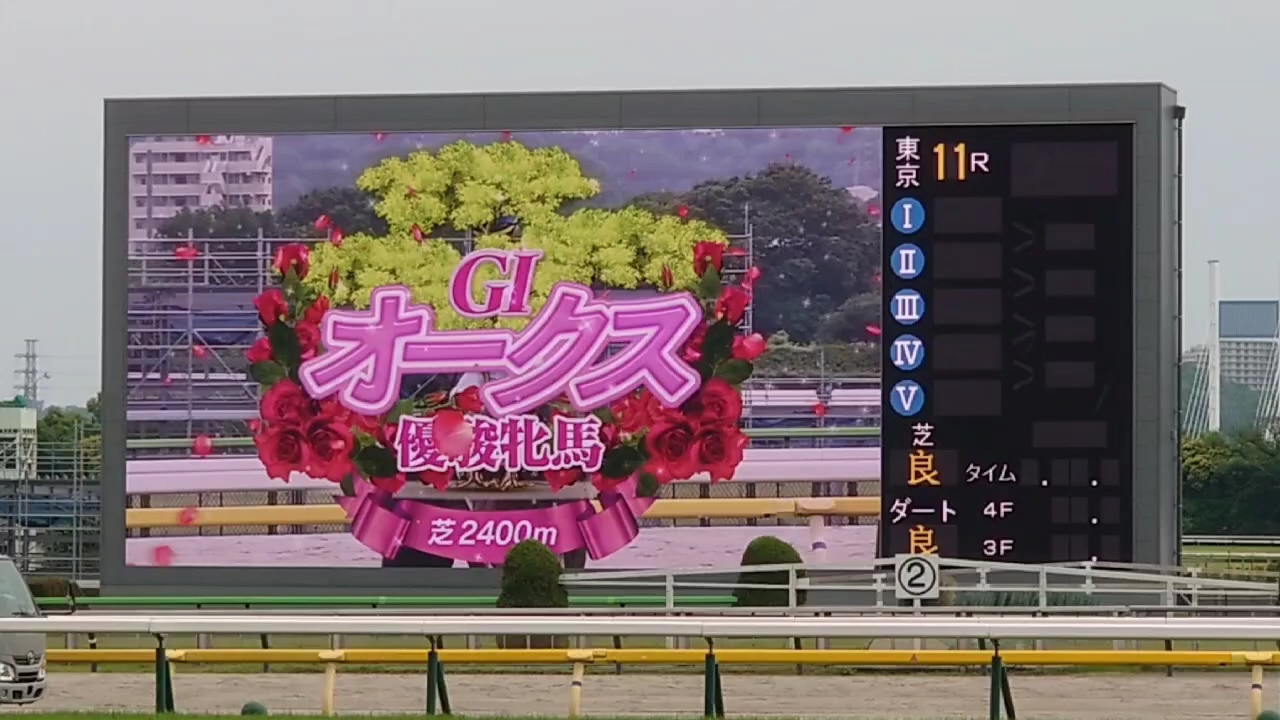 GI
オークス
優駿牝馬
芝2400m
東京 11R
Ⅰ
Ⅱ
Ⅲ
Ⅳ
Ⅴ
芝
良 タイム . .
ダート 4F .
良 3F .
②